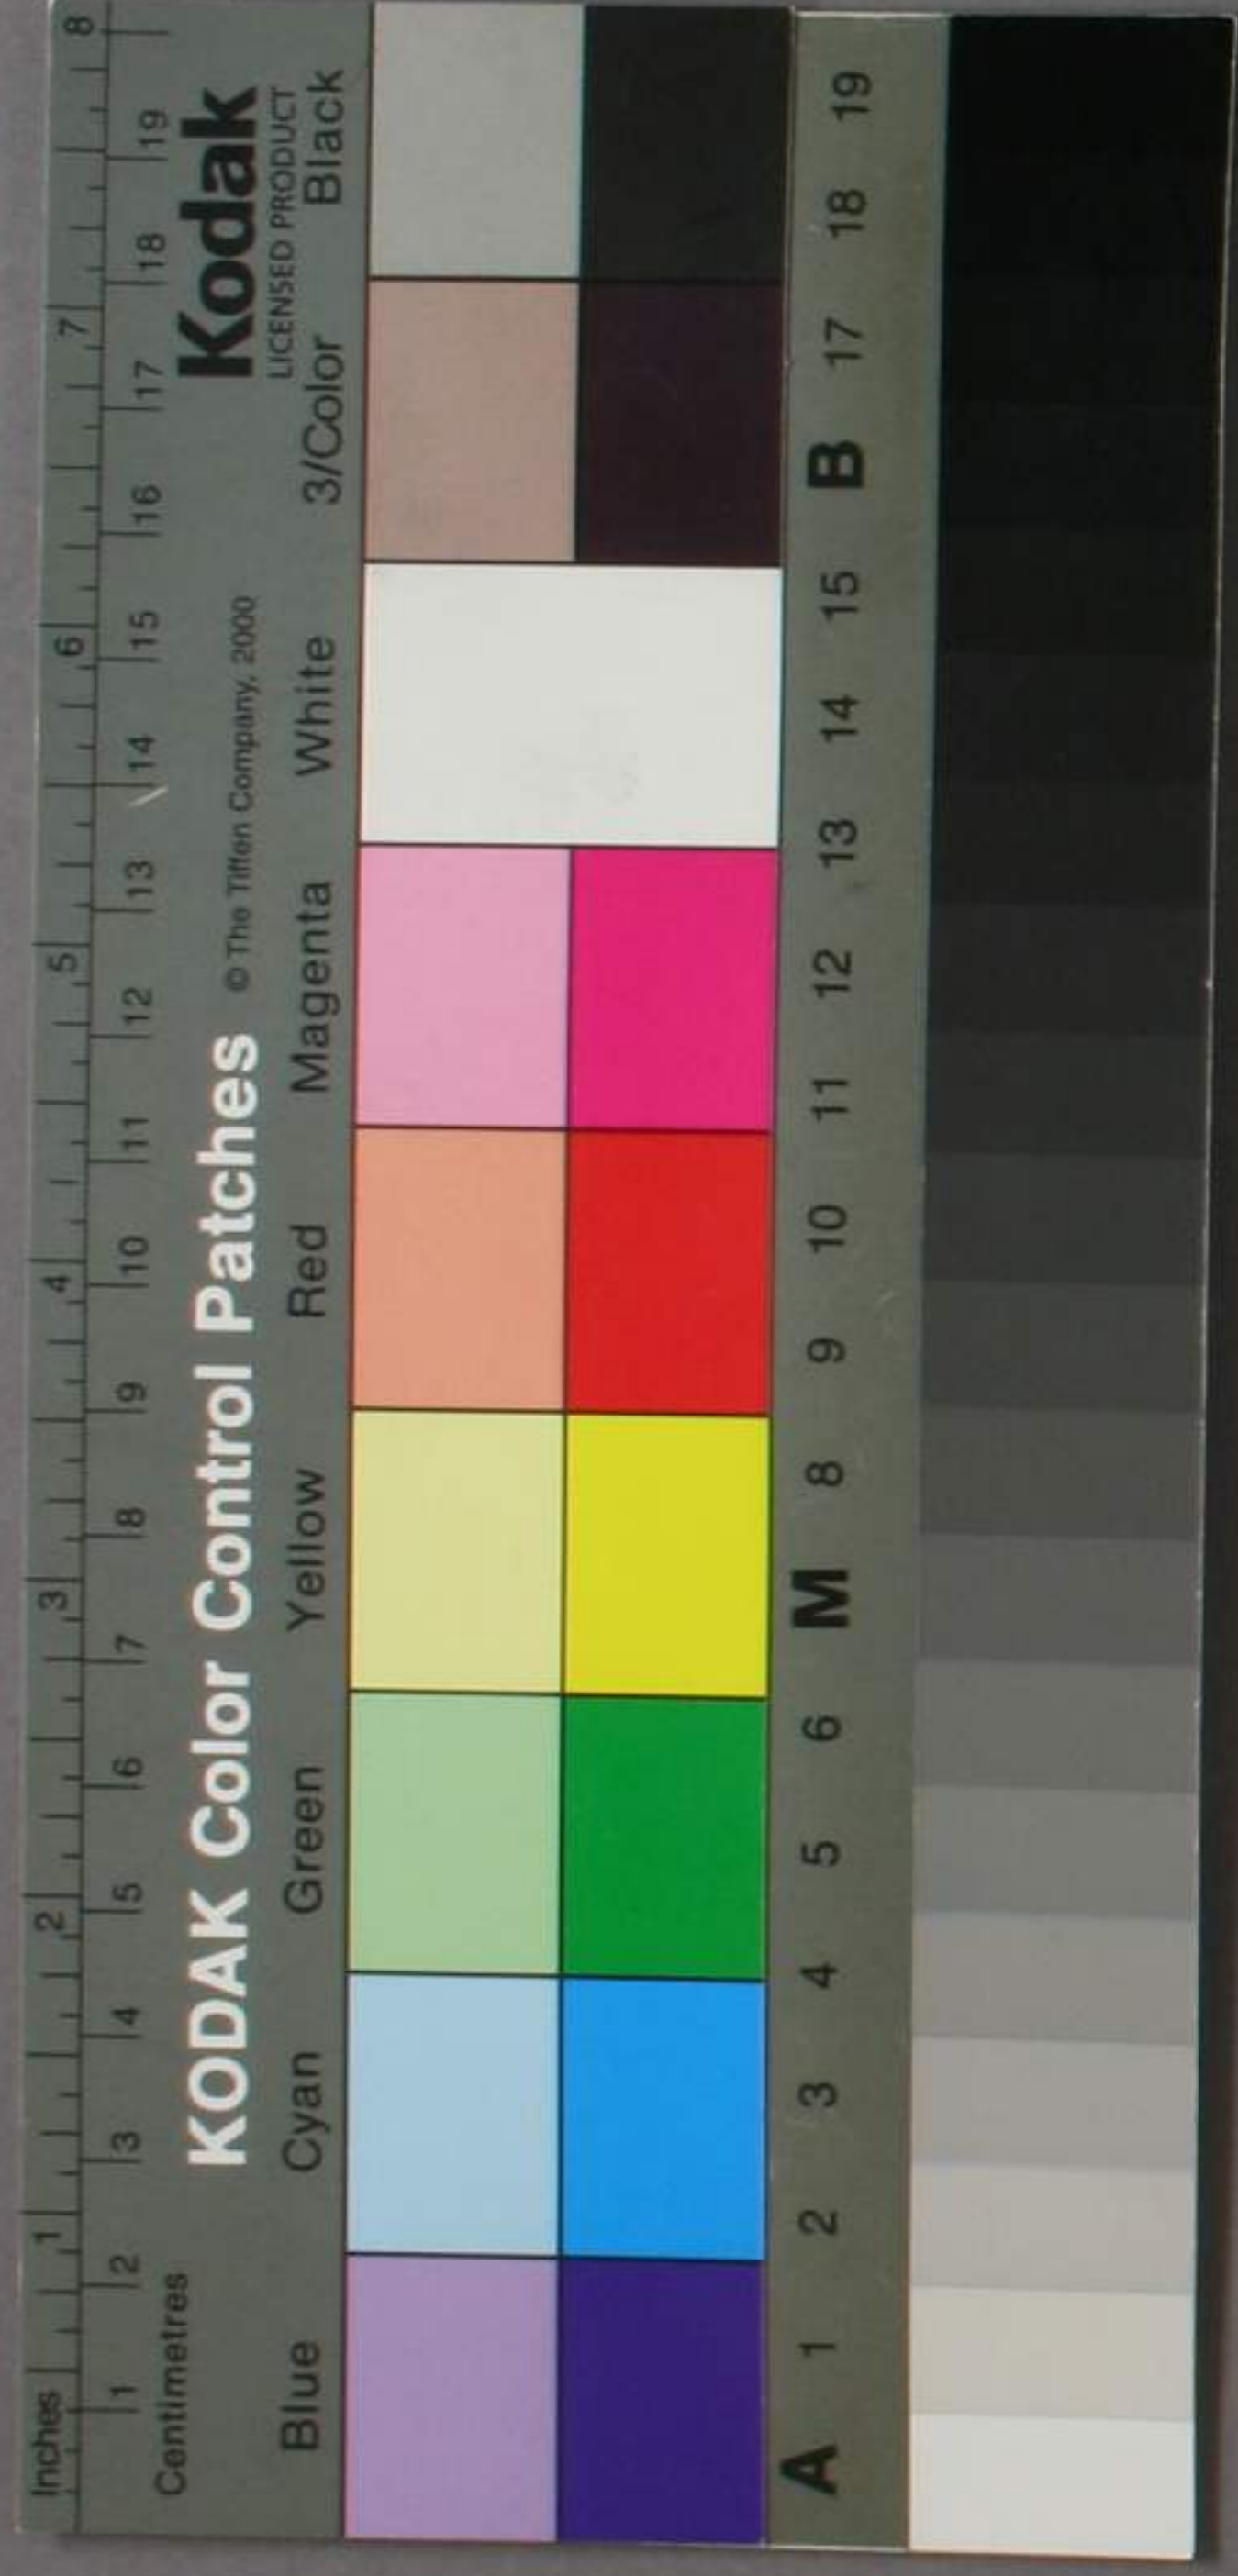 Inches 1 2 3 4 5 6 7 8
Centimetres 1 2 3 4 5 6 7 8 9 10 11 12 13 14 15 16 17 18 19
KODAK Color Control Patches © The Tiffen Company, 2000 Kodak
LICENSED PRODUCT
Blue Cyan Green Yellow Red Magenta White 3/Color Black
A 1 2 3 4 5 6 M 8 9 10 11 12 13 14 15 B 17 18 19